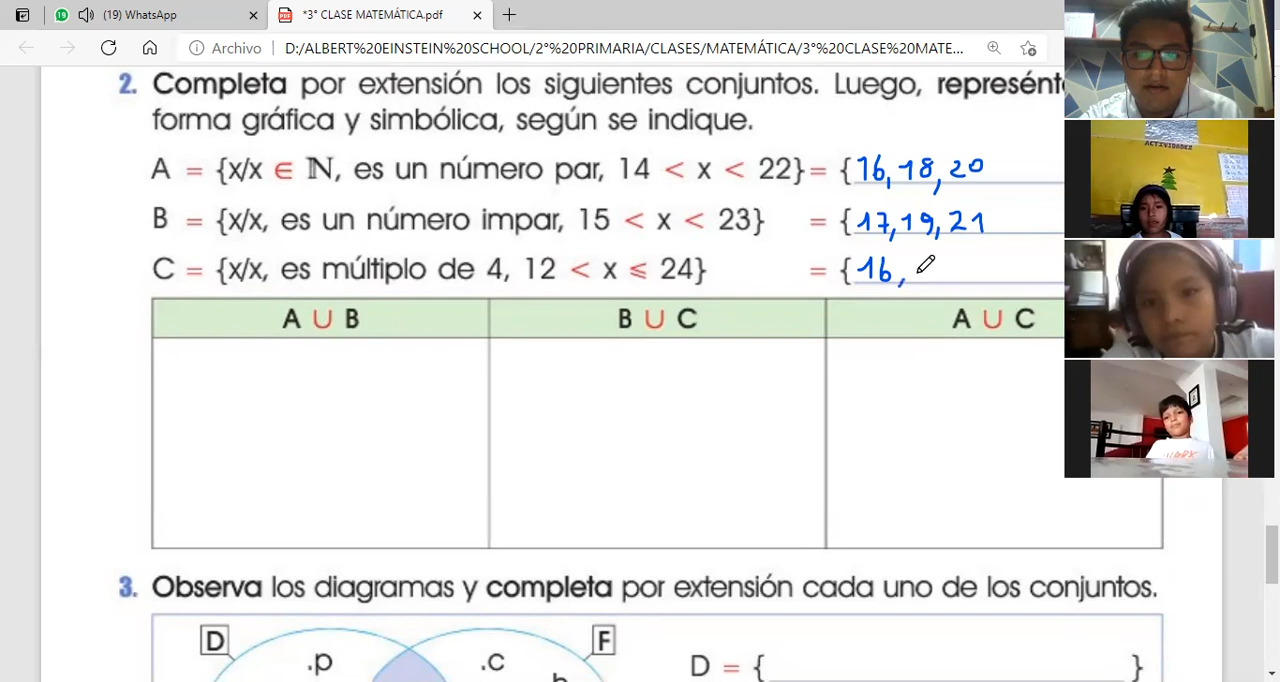 19 (19) WhatsApp
*3° CLASE MATEMÁTICA.pdf
Archivo D:/ALBERT%20EINSTEIN%20SCHOOL/2°%20PRIMARIA/CLASES/MATEMÁTICA/3°%20CLASE%20MATE...
2. Completa por extensión los siguientes conjuntos. Luego, represént
forma gráfica y simbólica, según se indique.
A = {x/x ∈ ℕ, es un número par, 14 < x < 22} = { 16, 18, 20
B = {x/x, es un número impar, 15 < x < 23} = { 17, 19, 21
C = {x/x, es múltiplo de 4, 12 < x ⩽ 24} = { 16,
A ∪ B B ∪ C A ∪ C
3. Observa los diagramas y completa por extensión cada uno de los conjuntos.
D F
.p .c D = { }
ACTIVIDADES